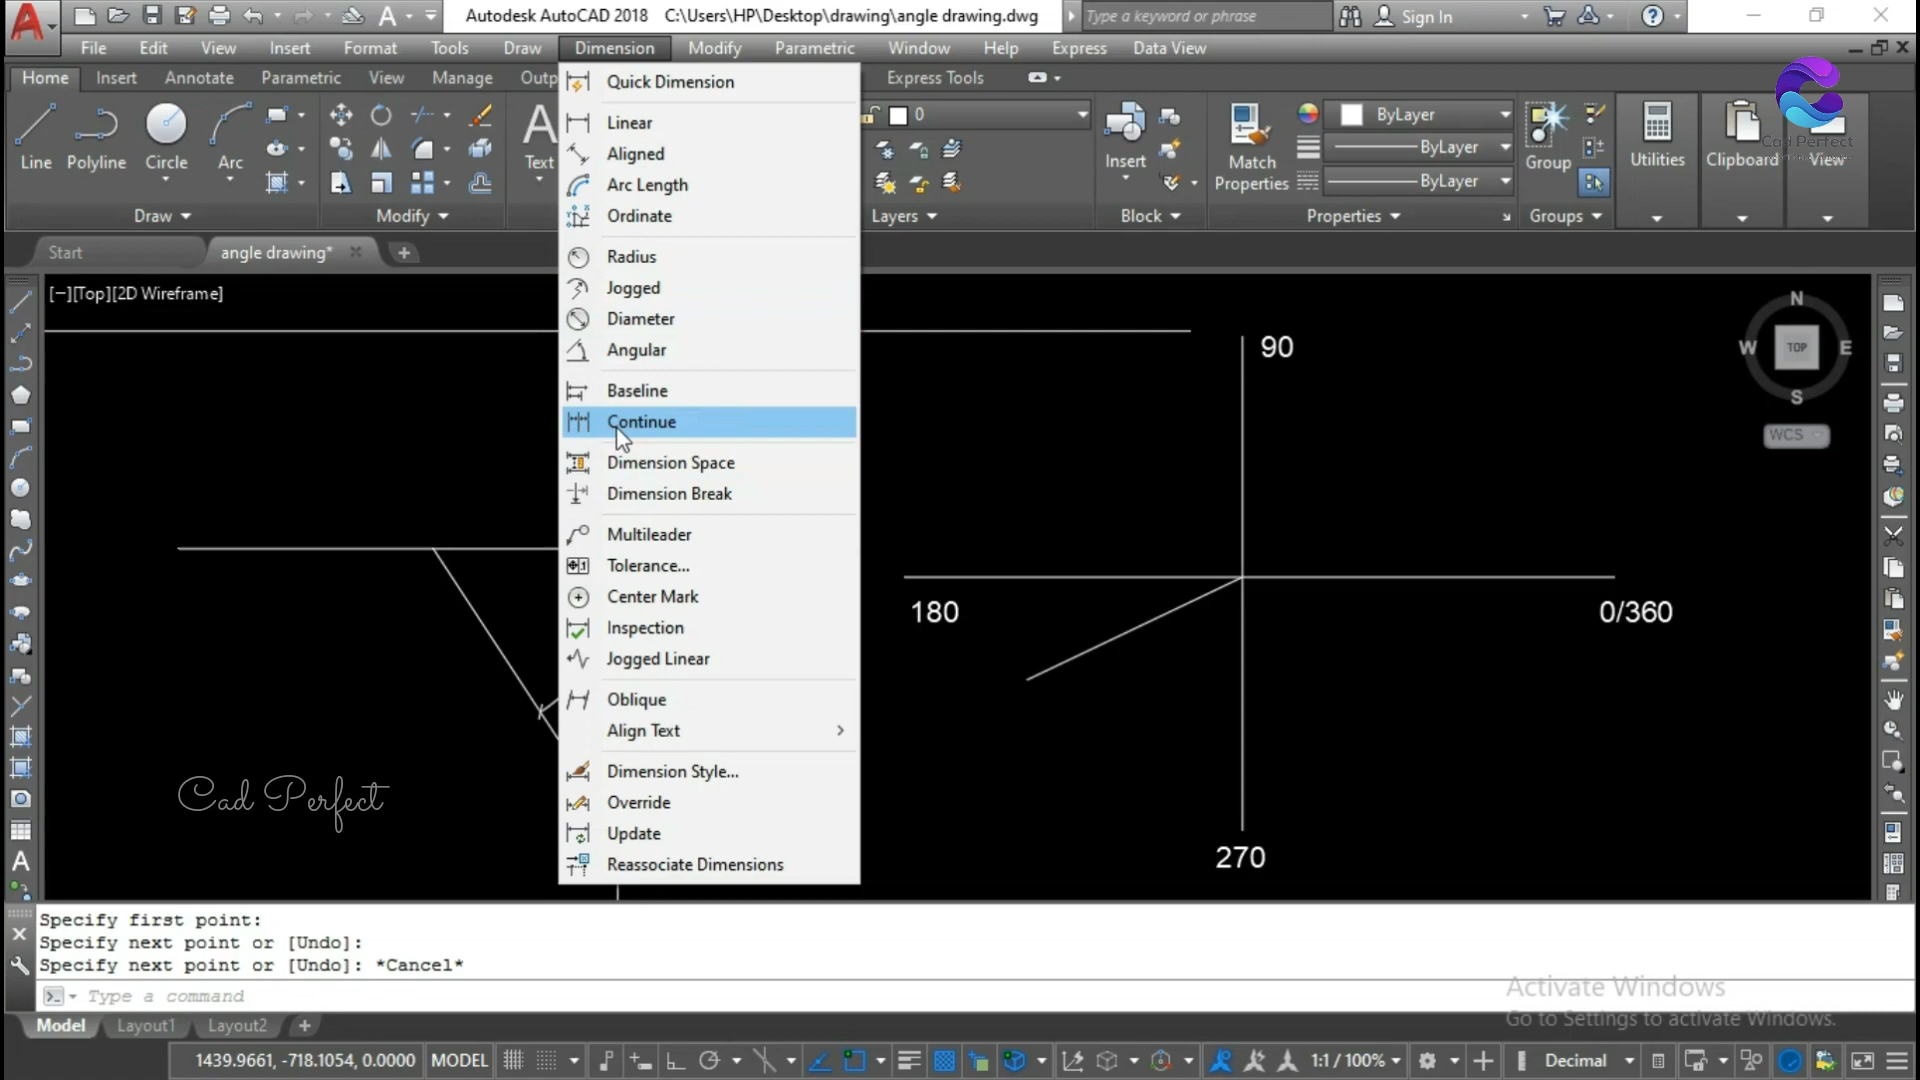 Autodesk AutoCAD 2018 C:\Users\HP\Desktop\drawing\angle drawing.dwg
Type a keyword or phrase
Sign In
File Edit View Insert Format Tools Draw Dimension Modify Parametric Window Help Express Data View
Home Insert Annotate Parametric View Manage Outp Express Tools
Line Polyline Circle Arc Text
Draw
Modify
0
Layers
Insert
Block
Match Properties
ByLayer
ByLayer
ByLayer
Properties
Group
Groups
Utilities
Clipboard
View
Cad Perfect
Start
angle drawing*
[−][Top][2D Wireframe]
Quick Dimension
Linear
Aligned
Arc Length
Ordinate
Radius
Jogged
Diameter
Angular
Baseline
Continue
Dimension Space
Dimension Break
Multileader
Tolerance...
Center Mark
Inspection
Jogged Linear
Oblique
Align Text
Dimension Style...
Override
Update
Reassociate Dimensions
90
180
0/360
270
N
W TOP E
S
WCS
Cad Perfect
Specify first point:
Specify next point or [Undo]:
Specify next point or [Undo]: *Cancel*
Type a command
Activate Windows
Go to Settings to activate Windows.
Model Layout1 Layout2
1439.9661, -718.1054, 0.0000 MODEL 1:1 / 100% Decimal